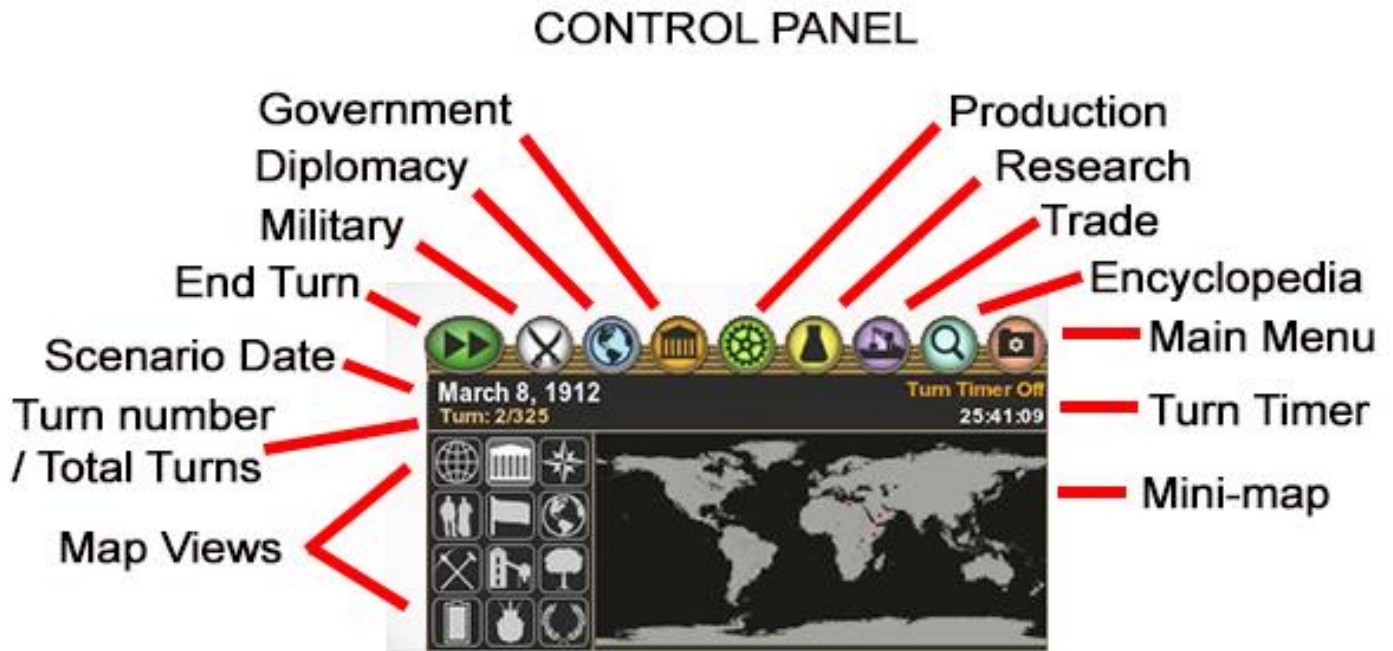 CONTROL PANEL
Government
Diplomacy
Military
End Turn
Scenario Date
Turn number
/ Total Turns
Map Views
Production
Research
Trade
Encyclopedia
Main Menu
Turn Timer
Mini-map
March 8, 1912
Turn Timer Off
Turn: 2/325
25:41:09